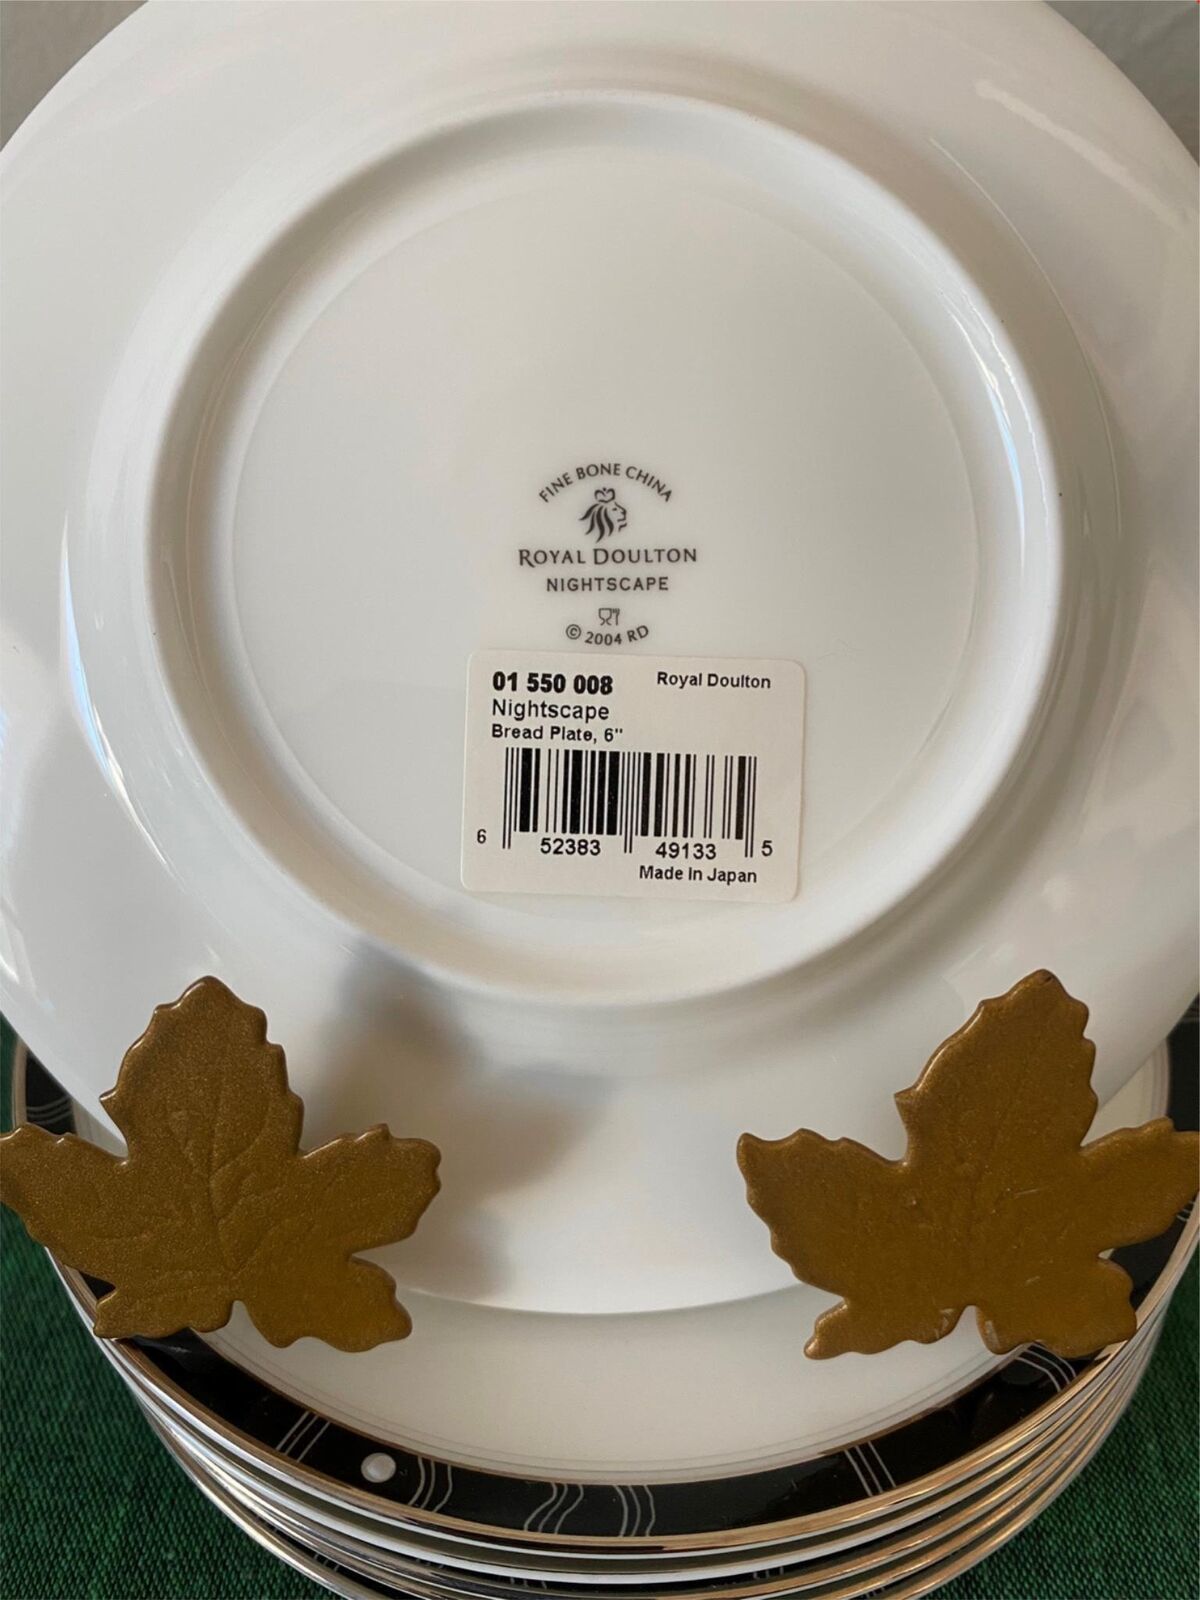 FINE BONE CHINA
ROYAL DOULTON
NIGHTSCAPE
© 2004 RD
01 550 008 Royal Doulton
Nightscape
Bread Plate, 6"
6 52383 49133 5
Made In Japan